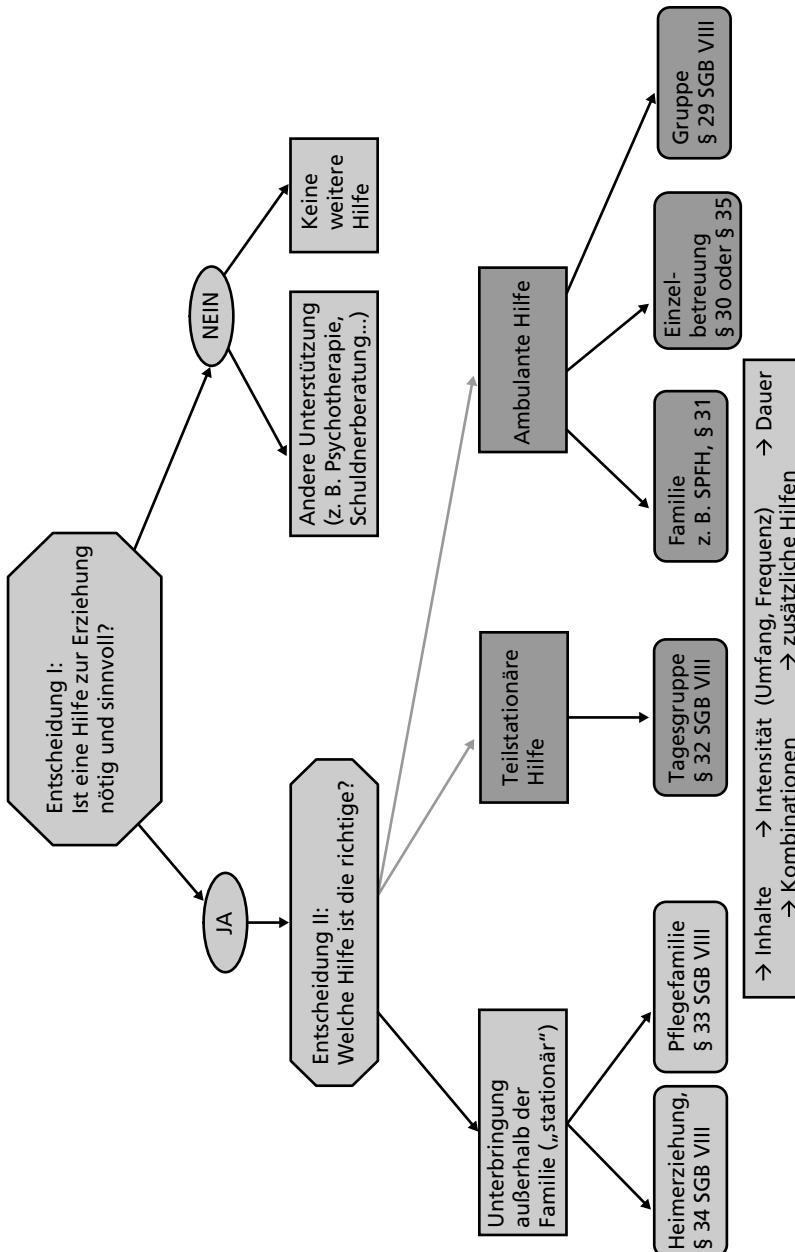 Entscheidung I:
Ist eine Hilfe zur Erziehung
nötig und sinnvoll?
JA
NEIN
Entscheidung II:
Welche Hilfe ist die richtige?
Andere Unterstützung
(z. B. Psychotherapie,
Schuldnerberatung...)
Keine
weitere
Hilfe
Unterbringung
außerhalb der
Familie („stationär“)
Teilstationäre
Hilfe
Ambulante Hilfe
Heimerziehung,
§ 34 SGB VIII
Pflegefamilie
§ 33 SGB VIII
Tagesgruppe
§ 32 SGB VIII
Familie
z. B. SPFH, § 31
Einzel-
betreuung
§ 30 oder § 35
Gruppe
§ 29 SGB VIII
→ Inhalte → Intensität (Umfang, Frequenz) → Dauer
→ Kombinationen → zusätzliche Hilfen